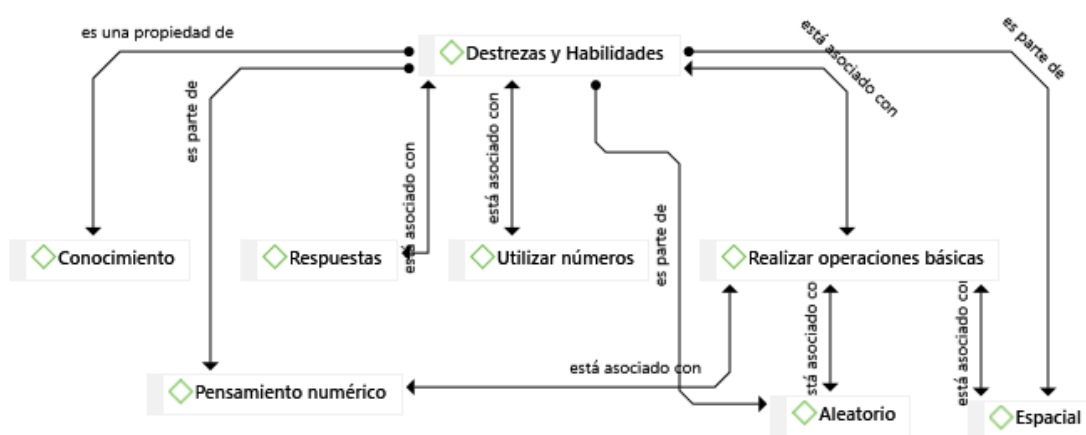 es una propiedad de
es parte de
Destrezas y Habilidades
está asociado con
es parte de
está asociado con
está asociado con
es parte de
Conocimiento
Respuestas
Utilizar números
Realizar operaciones básicas
está asociado con
está asociado co
está asociado con
Pensamiento numérico
Aleatorio
Espacial